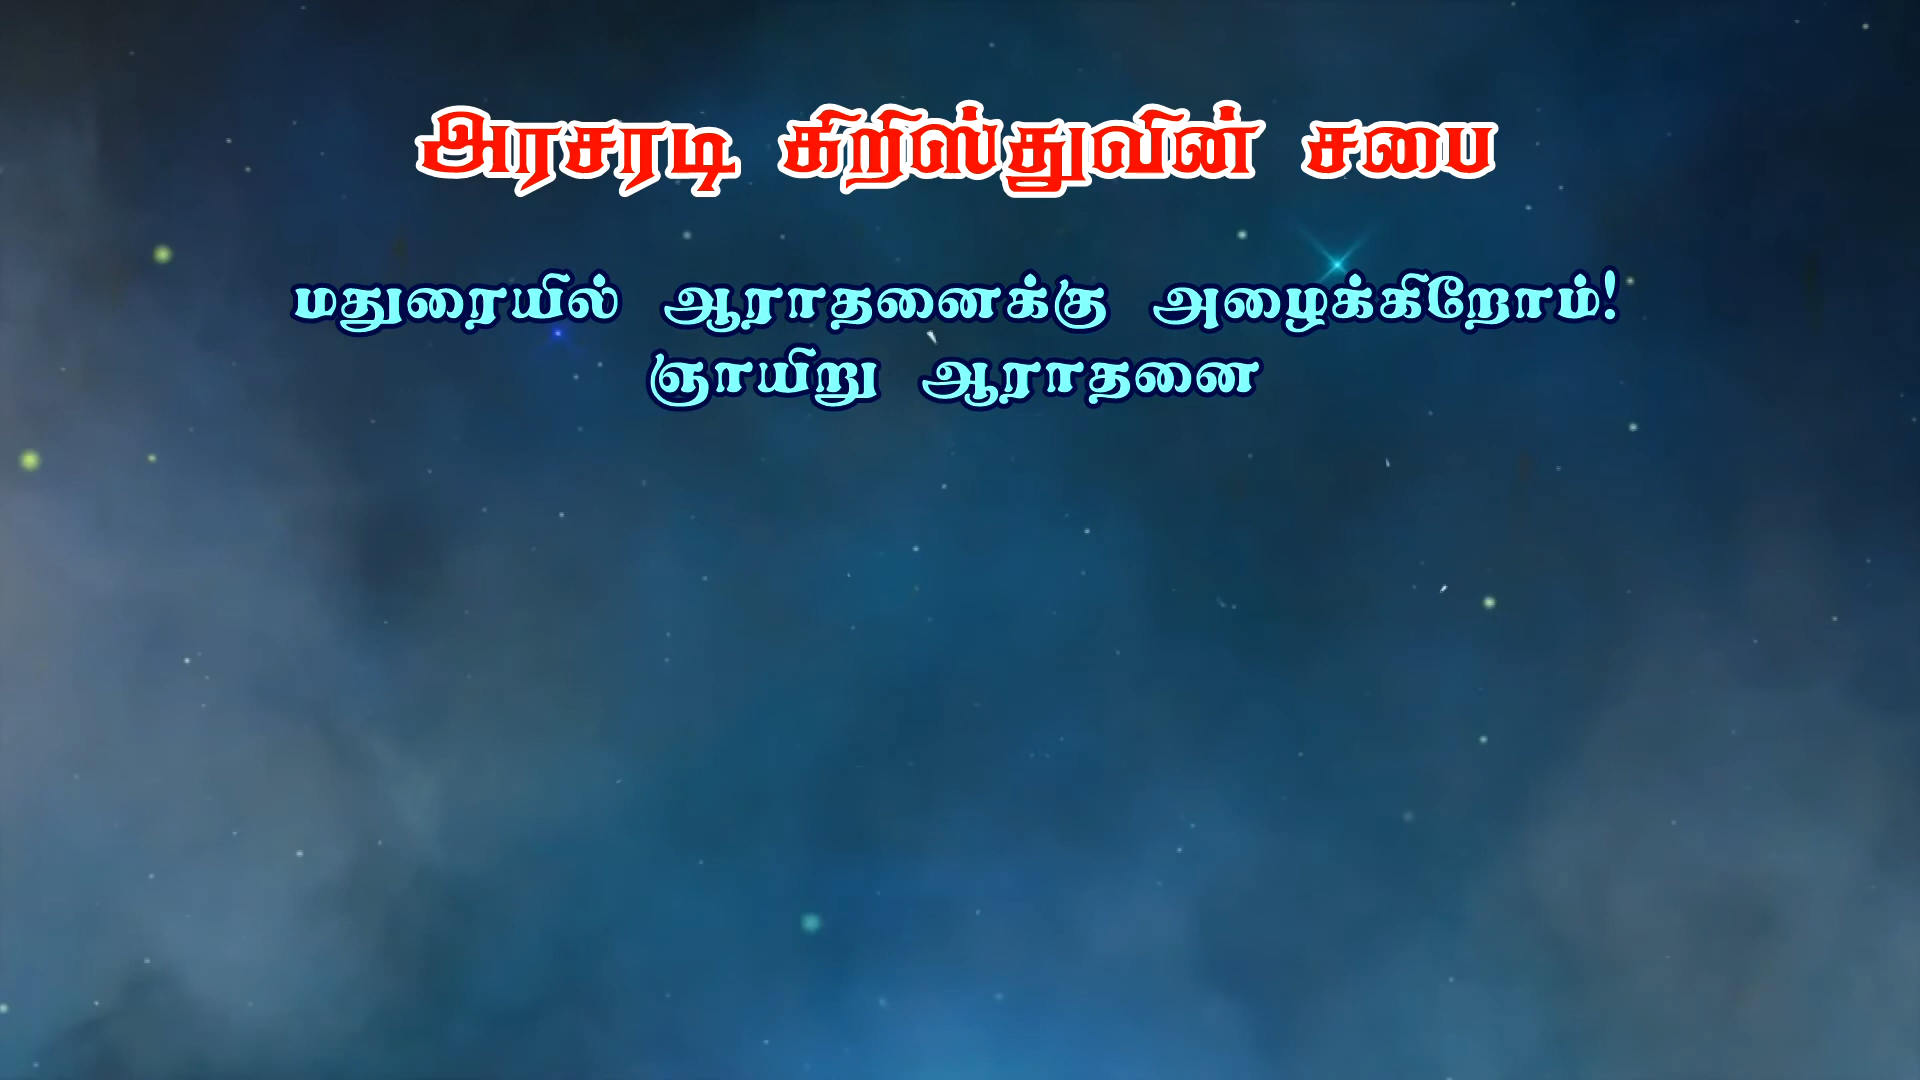 அரசரடி கிறிஸ்துவின் சபை
மதுரையில் ஆராதனைக்கு அழைக்கிறோம்!
ஞாயிறு ஆராதனை